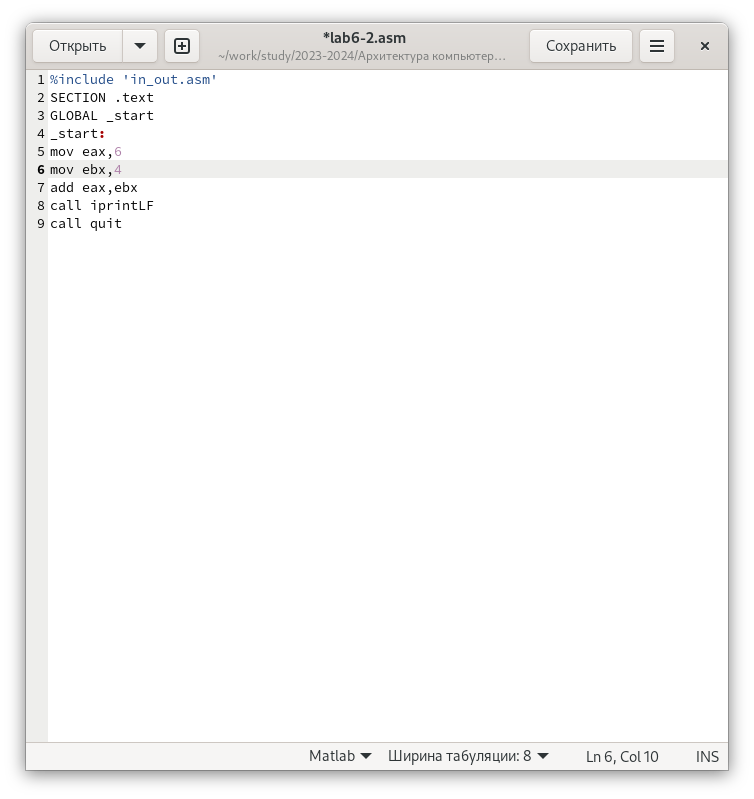 Открыть
*lab6-2.asm
~/work/study/2023-2024/Архитектура компьютер...
Сохранить
1 %include 'in_out.asm'
2 SECTION .text
3 GLOBAL _start
4 _start:
5 mov eax,6
6 mov ebx,4
7 add eax,ebx
8 call iprintLF
9 call quit
Matlab Ширина табуляции: 8 Ln 6, Col 10 INS